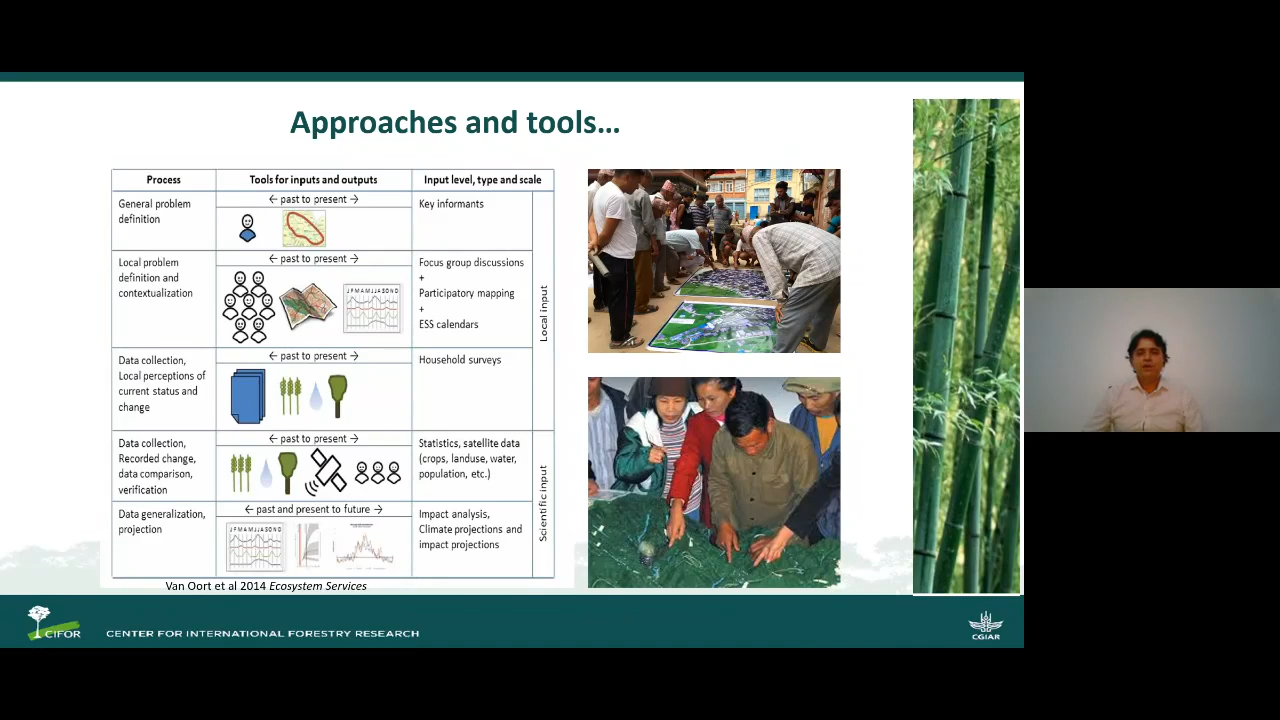 Approaches and tools...
Process
Tools for inputs and outputs
Input level, type and scale
General problem
definition
← past to present →
Key informants
Local problem
definition and
contextualization
← past to present →
J F M A M J J A S O N D
Focus group discussions
+
Participatory mapping
+
ESS calendars
Local input
Data collection,
Local perceptions of
current status and
change
← past to present →
Household surveys
Data collection,
Recorded change,
data comparison,
verification
← past to present →
Statistics, satellite data
(crops, landuse, water,
population, etc.)
Scientific input
Data generalization,
projection
← past and present to future →
J F M A M J J A S O N D
Impact analysis,
Climate projections and
impact projections
Van Oort et al 2014 Ecosystem Services
CIFOR
CENTER FOR INTERNATIONAL FORESTRY RESEARCH
CGIAR